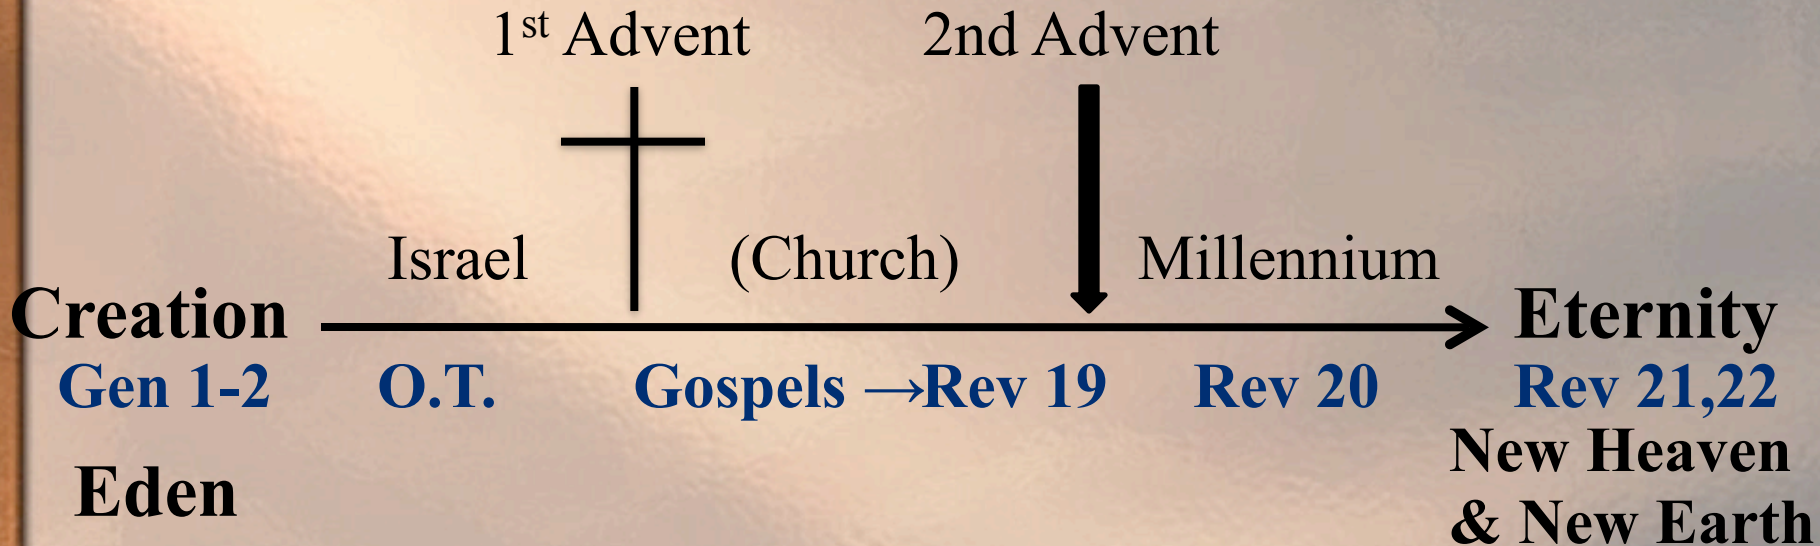 1st Advent 2nd Advent
Israel (Church) Millennium
Creation Eternity
Gen 1-2 O.T. Gospels →Rev 19 Rev 20 Rev 21,22
New Heaven
Eden
& New Earth